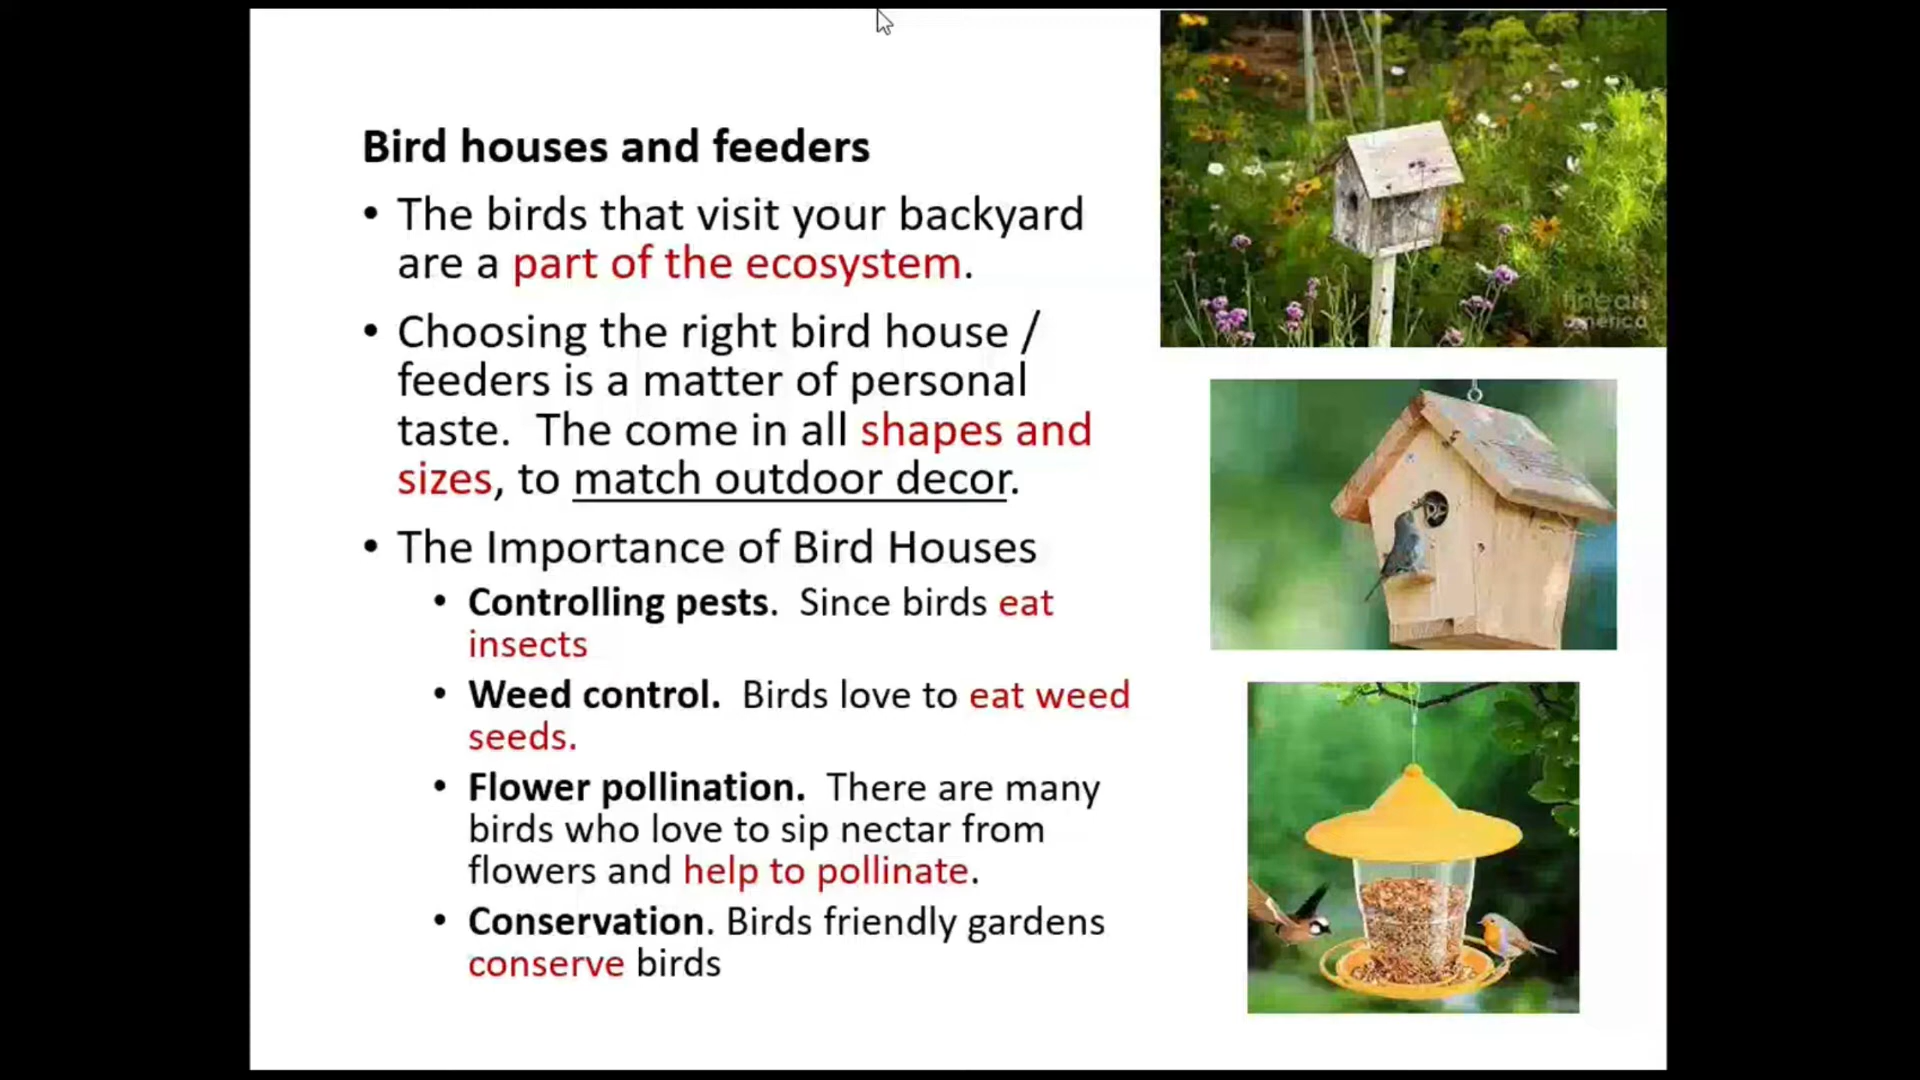 Bird houses and feeders
• The birds that visit your backyard
are a part of the ecosystem.
• Choosing the right bird house /
feeders is a matter of personal
taste.  The come in all shapes and
sizes, to match outdoor decor.
• The Importance of Bird Houses
• Controlling pests.  Since birds eat
insects
• Weed control.  Birds love to eat weed
seeds.
• Flower pollination.  There are many
birds who love to sip nectar from
flowers and help to pollinate.
• Conservation. Birds friendly gardens
conserve birds
fine art
america